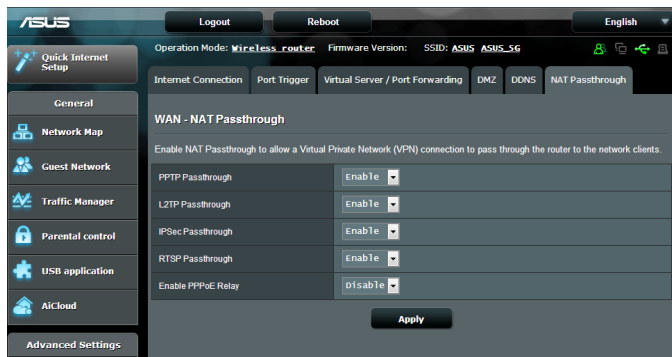 ASUS
Logout
Reboot
English
Quick Internet
Setup
Operation Mode: Wireless router Firmware Version: SSID: ASUS ASUS_5G
Internet Connection
Port Trigger
Virtual Server / Port Forwarding
DMZ
DDNS
NAT Passthrough
General
Network Map
Guest Network
Traffic Manager
Parental control
USB application
AiCloud
Advanced Settings
WAN - NAT Passthrough
Enable NAT Passthrough to allow a Virtual Private Network (VPN) connection to pass through the router to the network clients.
PPTP Passthrough Enable
L2TP Passthrough Enable
IPSec Passthrough Enable
RTSP Passthrough Enable
Enable PPPoE Relay Disable
Apply